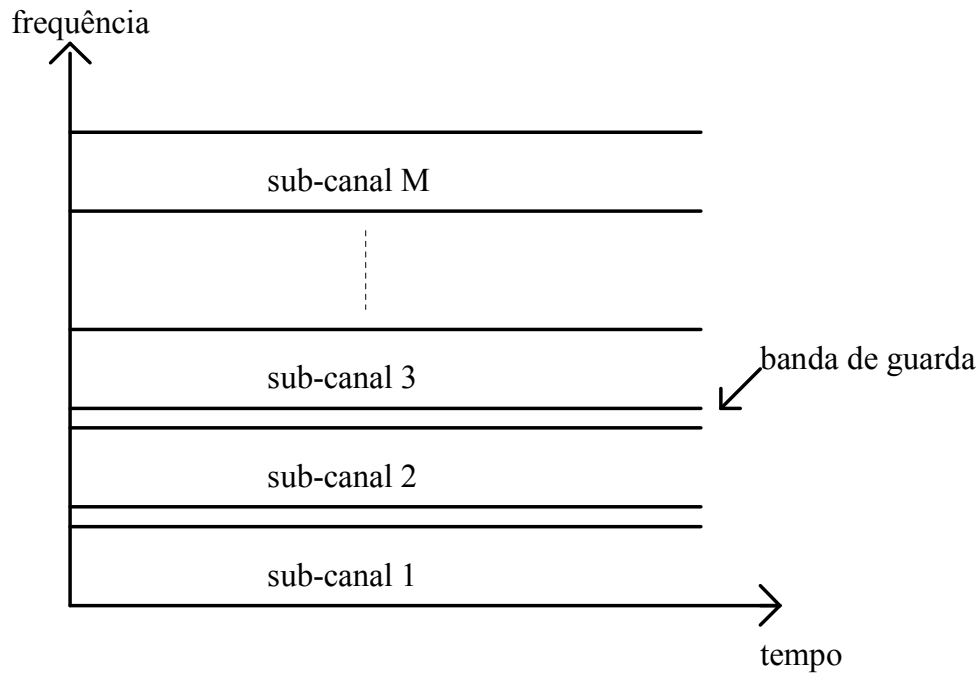 frequência
sub-canal M
sub-canal 3
banda de guarda
sub-canal 2
sub-canal 1
tempo